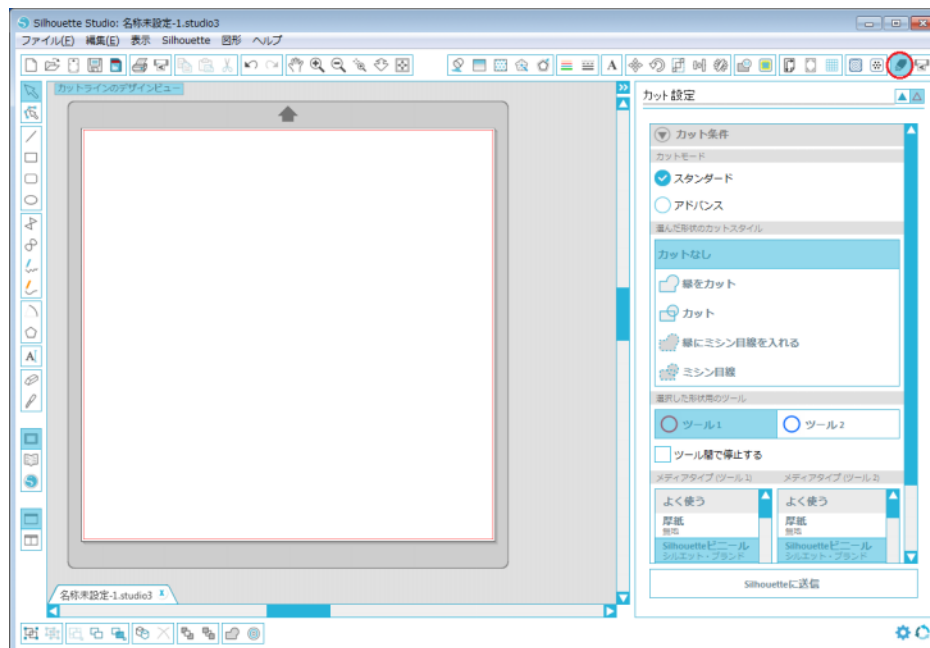 Silhouette Studio: 名称未設定-1.studio3
ファイル(F) 編集(E) 表示 Silhouette 図形 ヘルプ
カットラインのデザインビュー
カット設定
カット条件
カットモード
スタンダード
アドバンス
選んだ形状のカットスタイル
カットなし
縁をカット
カット
縁にミシン目線を入れる
ミシン目線
選択した形状用のツール
ツール1 ツール2
ツール間で停止する
メディアタイプ (ツール 1) メディアタイプ (ツール 2)
よく使う よく使う
厚紙 厚紙
無地 無地
Silhouetteビニール Silhouetteビニール
シルエット・ブランド シルエット・ブランド
Silhouetteに送信
名称未設定-1.studio3 x